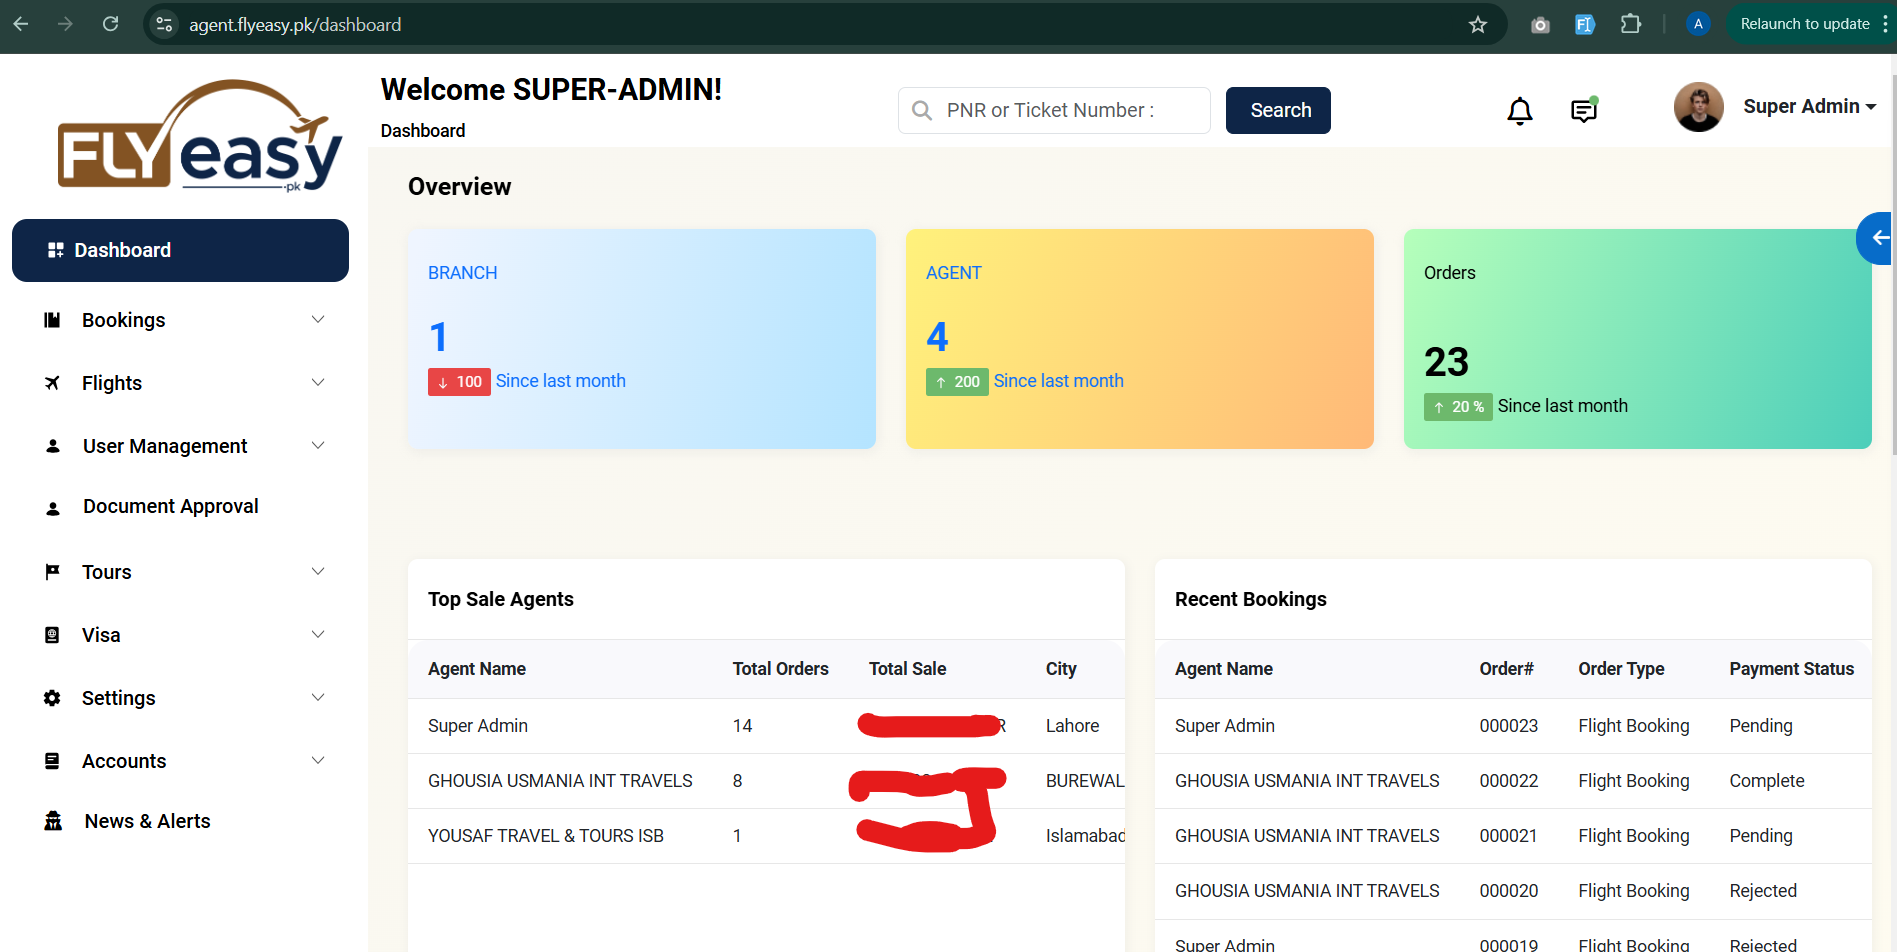 agent.flyeasy.pk/dashboard
A
Relaunch to update
FLYeasy
.pk
Welcome SUPER-ADMIN!
Dashboard
PNR or Ticket Number :
Search
Super Admin
Dashboard
Bookings
Flights
User Management
Document Approval
Tours
Visa
Settings
Accounts
News & Alerts
Overview
BRANCH
1
↓ 100 Since last month
AGENT
4
↑ 200 Since last month
Orders
23
↑ 20 % Since last month
Top Sale Agents
Agent Name Total Orders Total Sale City
Super Admin 14 Lahore
GHOUSIA USMANIA INT TRAVELS 8 BUREWAL
YOUSAF TRAVEL & TOURS ISB 1 Islamabad
Recent Bookings
Agent Name Order# Order Type Payment Status
Super Admin 000023 Flight Booking Pending
GHOUSIA USMANIA INT TRAVELS 000022 Flight Booking Complete
GHOUSIA USMANIA INT TRAVELS 000021 Flight Booking Pending
GHOUSIA USMANIA INT TRAVELS 000020 Flight Booking Rejected
Super Admin 000019 Flight Booking Rejected